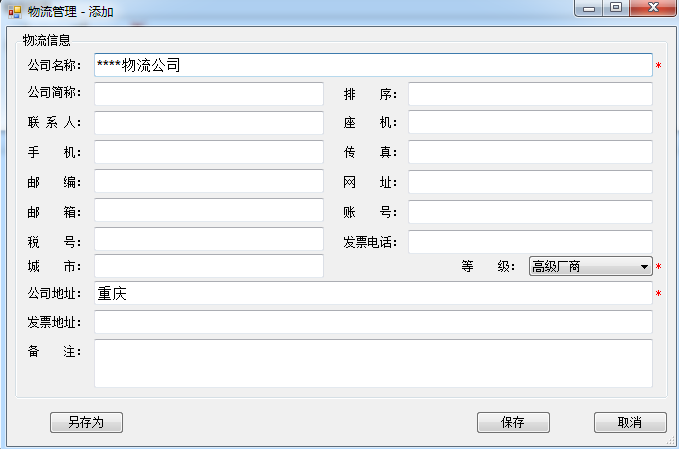 物流管理 - 添加
物流信息
公司名称： ****物流公司 *
公司简称： 排 序：
联 系 人： 座 机：
手 机： 传 真：
邮 编： 网 址：
邮 箱： 账 号：
税 号： 发票电话：
城 市： 等 级： 高级厂商 *
公司地址： 重庆 *
发票地址：
备 注：
另存为 保存 取消